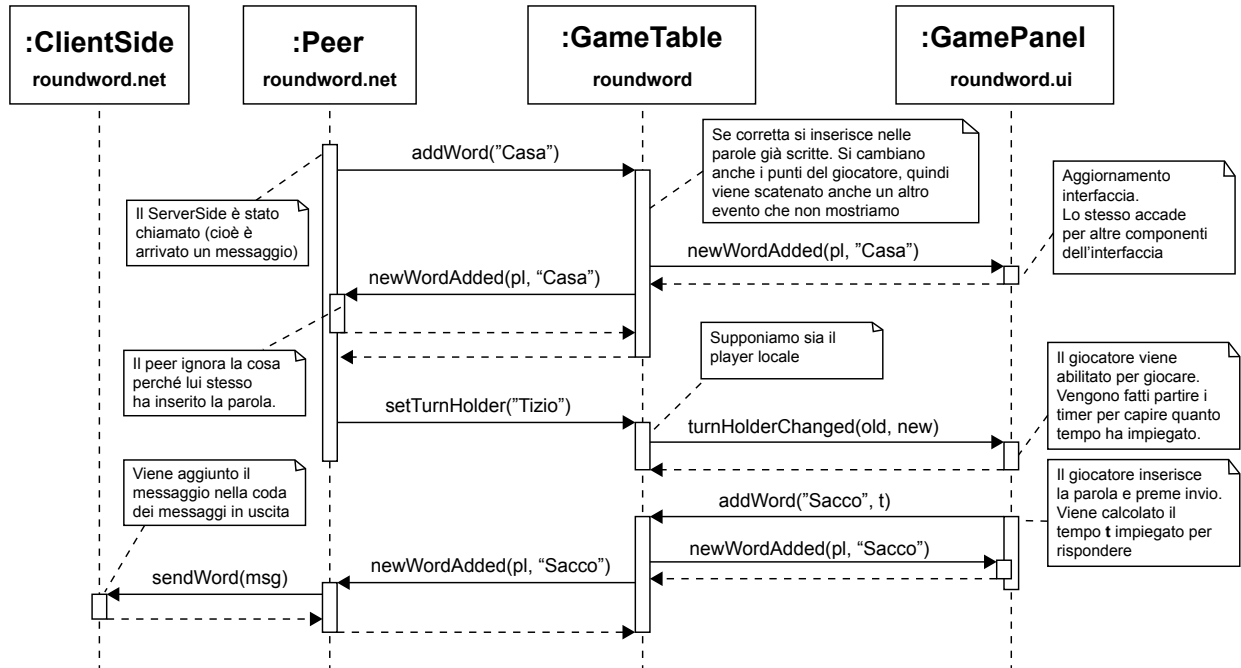 :ClientSide
roundword.net
:Peer
roundword.net
:GameTable
roundword
:GamePanel
roundword.ui
addWord("Casa")
Se corretta si inserisce nelle
parole già scritte. Si cambiano
anche i punti del giocatore, quindi
viene scatenato anche un altro
evento che non mostriamo
Aggiornamento
interfaccia.
Lo stesso accade
per altre componenti
dell’interfaccia
Il ServerSide è stato
chiamato (cioè è
arrivato un messaggio)
newWordAdded(pl, “Casa”)
newWordAdded(pl, “Casa”)
Supponiamo sia il
player locale
Il peer ignora la cosa
perché lui stesso
ha inserito la parola.
Il giocatore viene
abilitato per giocare.
Vengono fatti partire i
timer per capire quanto
tempo ha impiegato.
setTurnHolder("Tizio")
turnHolderChanged(old, new)
Viene aggiunto il
messaggio nella coda
dei messaggi in uscita
Il giocatore inserisce
la parola e preme invio.
Viene calcolato il
tempo t impiegato per
rispondere
addWord("Sacco", t)
newWordAdded(pl, “Sacco”)
newWordAdded(pl, “Sacco”)
sendWord(msg)